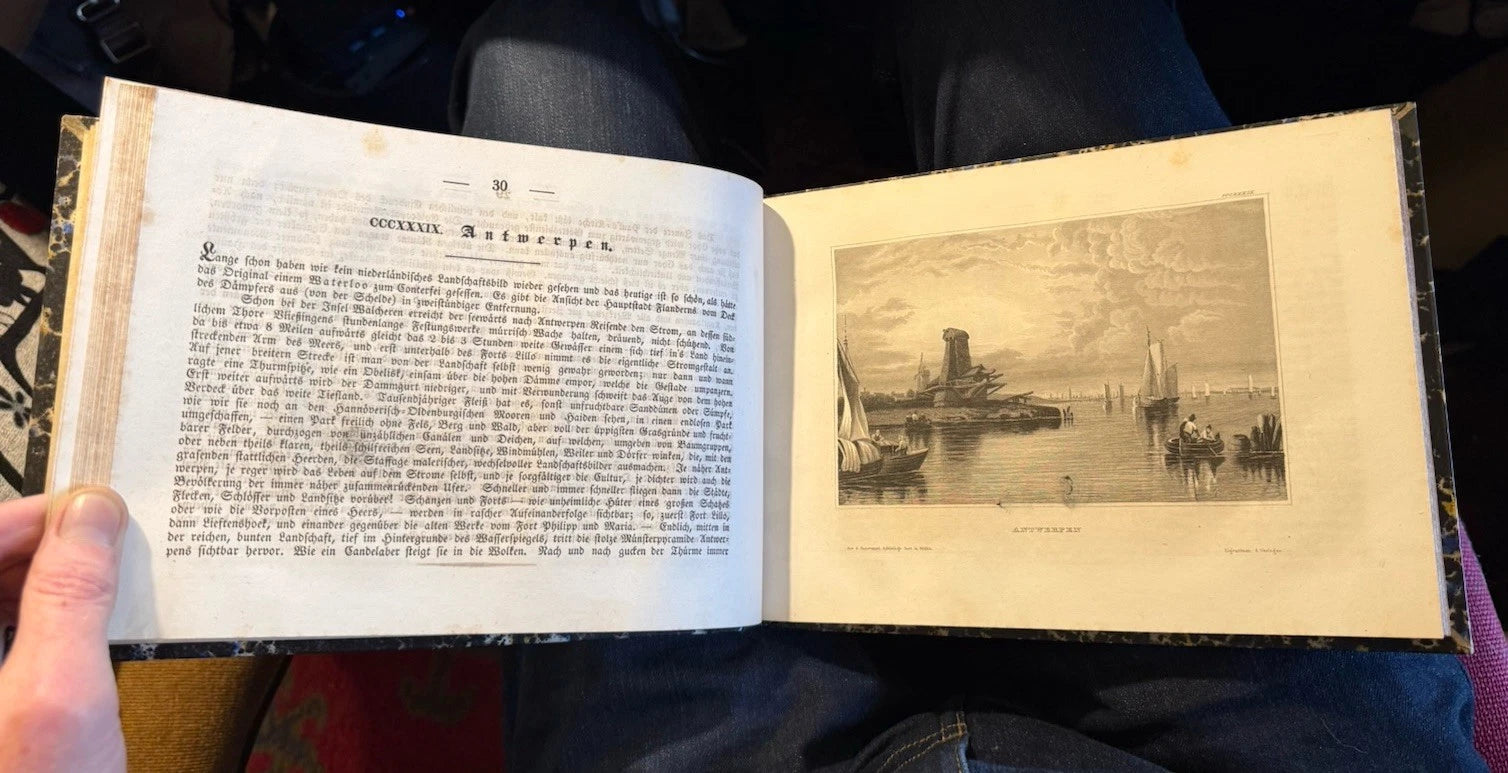 30
CCCXXXIX. Antwerpen.
Lange schon haben wir kein niederländisches Landschaftsbild wieder gesehen und das heutige ist so schön, als hätte
das Original einem Waterloo zum Conterfei gesessen. Es gibt die Ansicht der Hauptstadt Flanderns vom Deck
des Dämpfers aus (von der Schelde) in zweistündiger Entfernung.
Schon bei der Insel Walcheren erreicht der seewärts nach Antwerpen Reisende den Strom, an dessen süd-
lichem Thore Vließingens stundenlange Festungswerke mürrisch Wache halten, dräuend, nicht schützend. Von
da bis etwa 8 Meilen aufwärts gleicht das 2 bis 3 Stunden weite Gewässer einem sich tief in's Land hinein-
streckenden Arm des Meers, und erst unterhalb des Forts Lillo nimmt es die eigentliche Stromgestalt an.
Auf jener breitern Strecke ist man von der Landschaft selbst wenig gewahr geworden; nur dann und wann
ragte eine Thurmspitze, wie ein Obelisk, einsam über die hohen Dämme empor, welche die Gestade umpanzern.
Erst weiter aufwärts wird der Dammgurt niedriger, und mit Verwunderung schweift das Auge von dem hohen
Verdeck über das weite Tiefland. Tausendjähriger Fleiß hat es, sonst unfruchtbare Sanddünen oder Sümpfe,
wie wir sie noch an den Hannöverisch-Oldenburgischen Mooren und Haiden sehen, in einen endlosen Park
umgeschaffen, — einen Park freilich ohne Fels, Berg und Wald, aber voll der üppigsten Grasgründe und frucht-
barer Felder, durchzogen von unzählichen Canälen und Deichen, auf welchen, umgeben von Baumgruppen,
oder neben theils klaren, theils schilfreichen Seen, Landsitze, Windmühlen, Weiler und Dörfer winken, die, mit den
grasenden stattlichen Heerden, die Staffage malerischer, wechselvoller Landschaftsbilder ausmachen. Je näher Ant-
werpen, je reger wird das Leben auf dem Strome selbst, und je sorgfältiger die Cultur, je dichter wird auch die
Bevölkerung der immer näher zusammenrückenden Ufer. Schneller und immer schneller fliegen dann die Städte,
Flecken, Schlösser und Landsitze vorüber! Schanzen und Forts — wie unheimliche Hüter eines großen Schatzes
oder wie die Vorposten eines Heers, — werden in rascher Aufeinanderfolge sichtbar; so, zuerst Fort Lillo,
dann Lieftenshoek, und einander gegenüber die alten Werke vom Fort Philipp und Maria. — Endlich, mitten in
der reichen, bunten Landschaft, tief im Hintergrunde des Wasserspiegels, tritt die stolze Münsterpyramide Antwer-
pens sichtbar hervor. Wie ein Candelaber steigt sie in die Wolken. Nach und nach gucken der Thürme immer
CCCXXXIX
ANTWERPEN